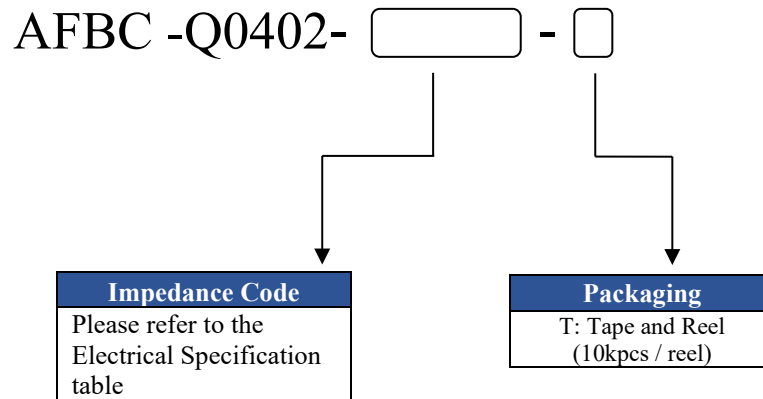 AFBC -Q0402- -
Impedance Code
Please refer to the
Electrical Specification
table
Packaging
T: Tape and Reel
(10kpcs / reel)